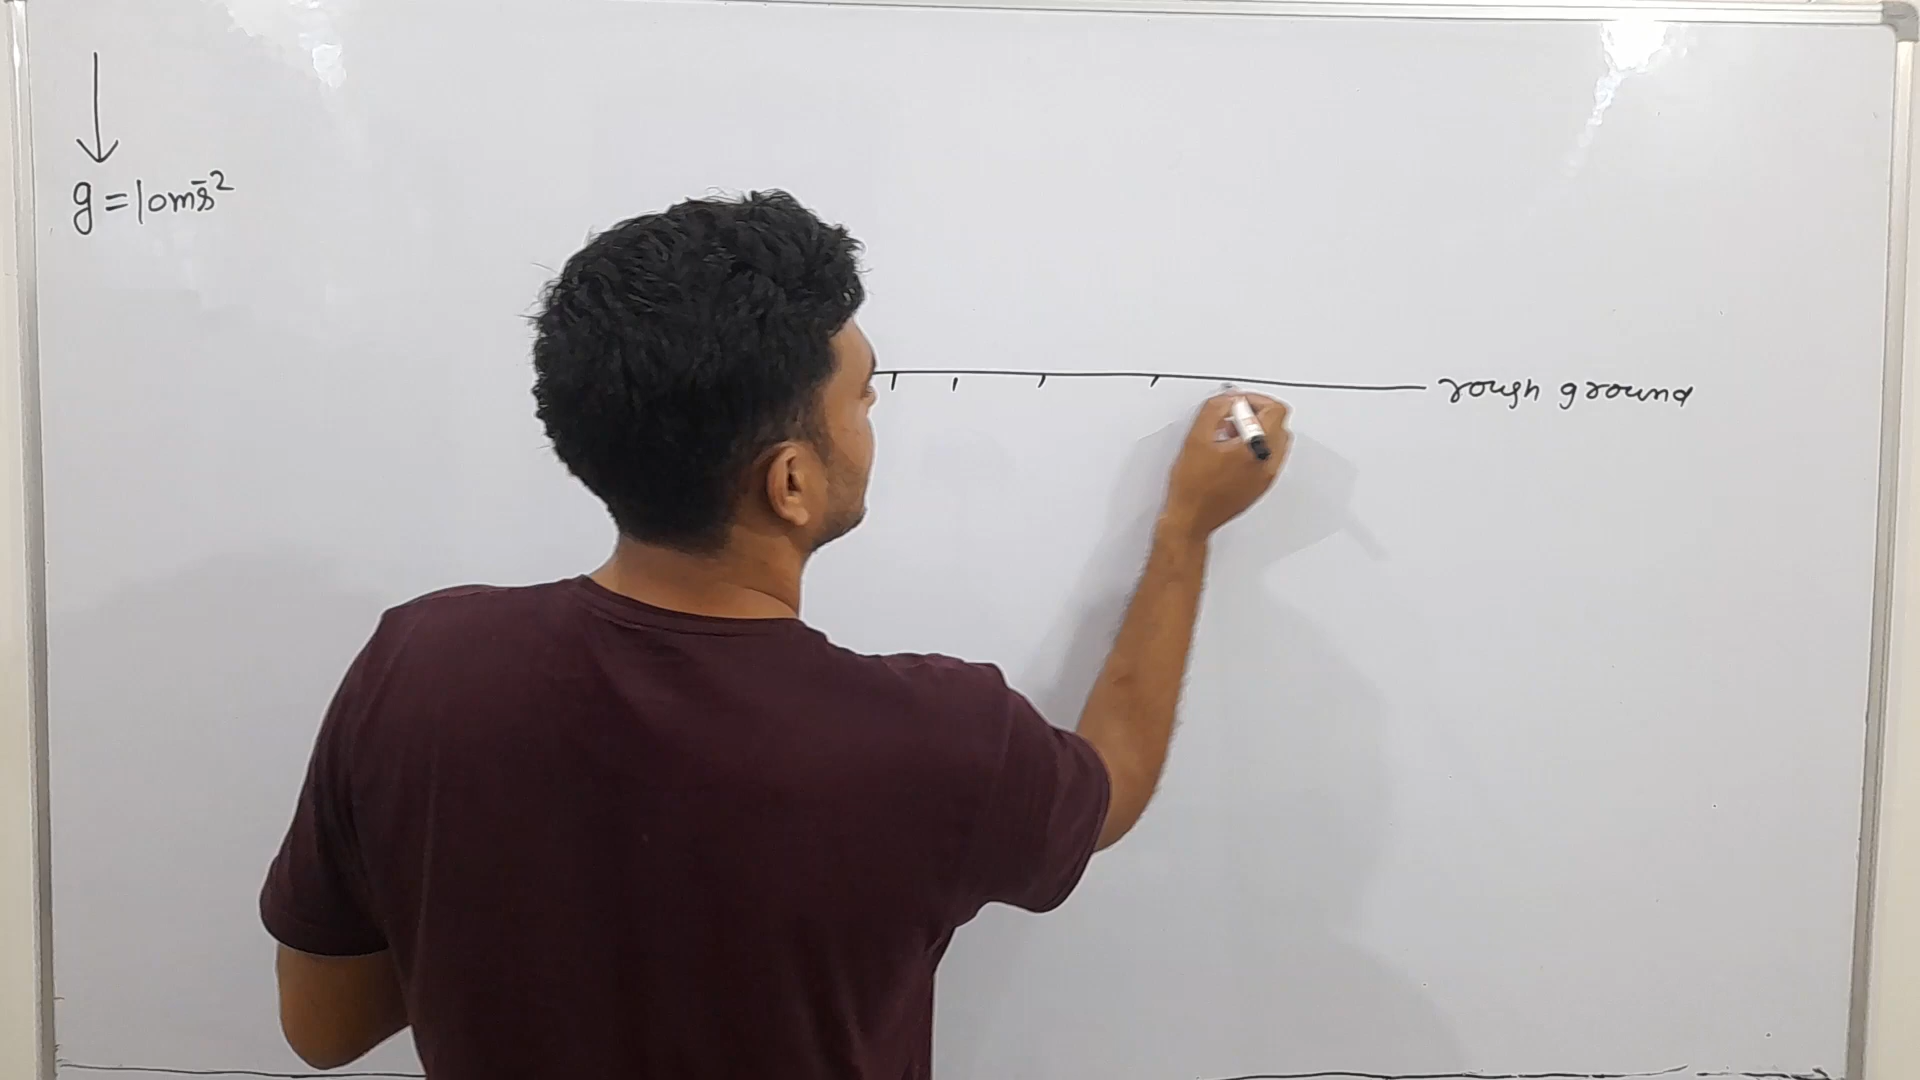 g = 10ms⁻²
rough ground